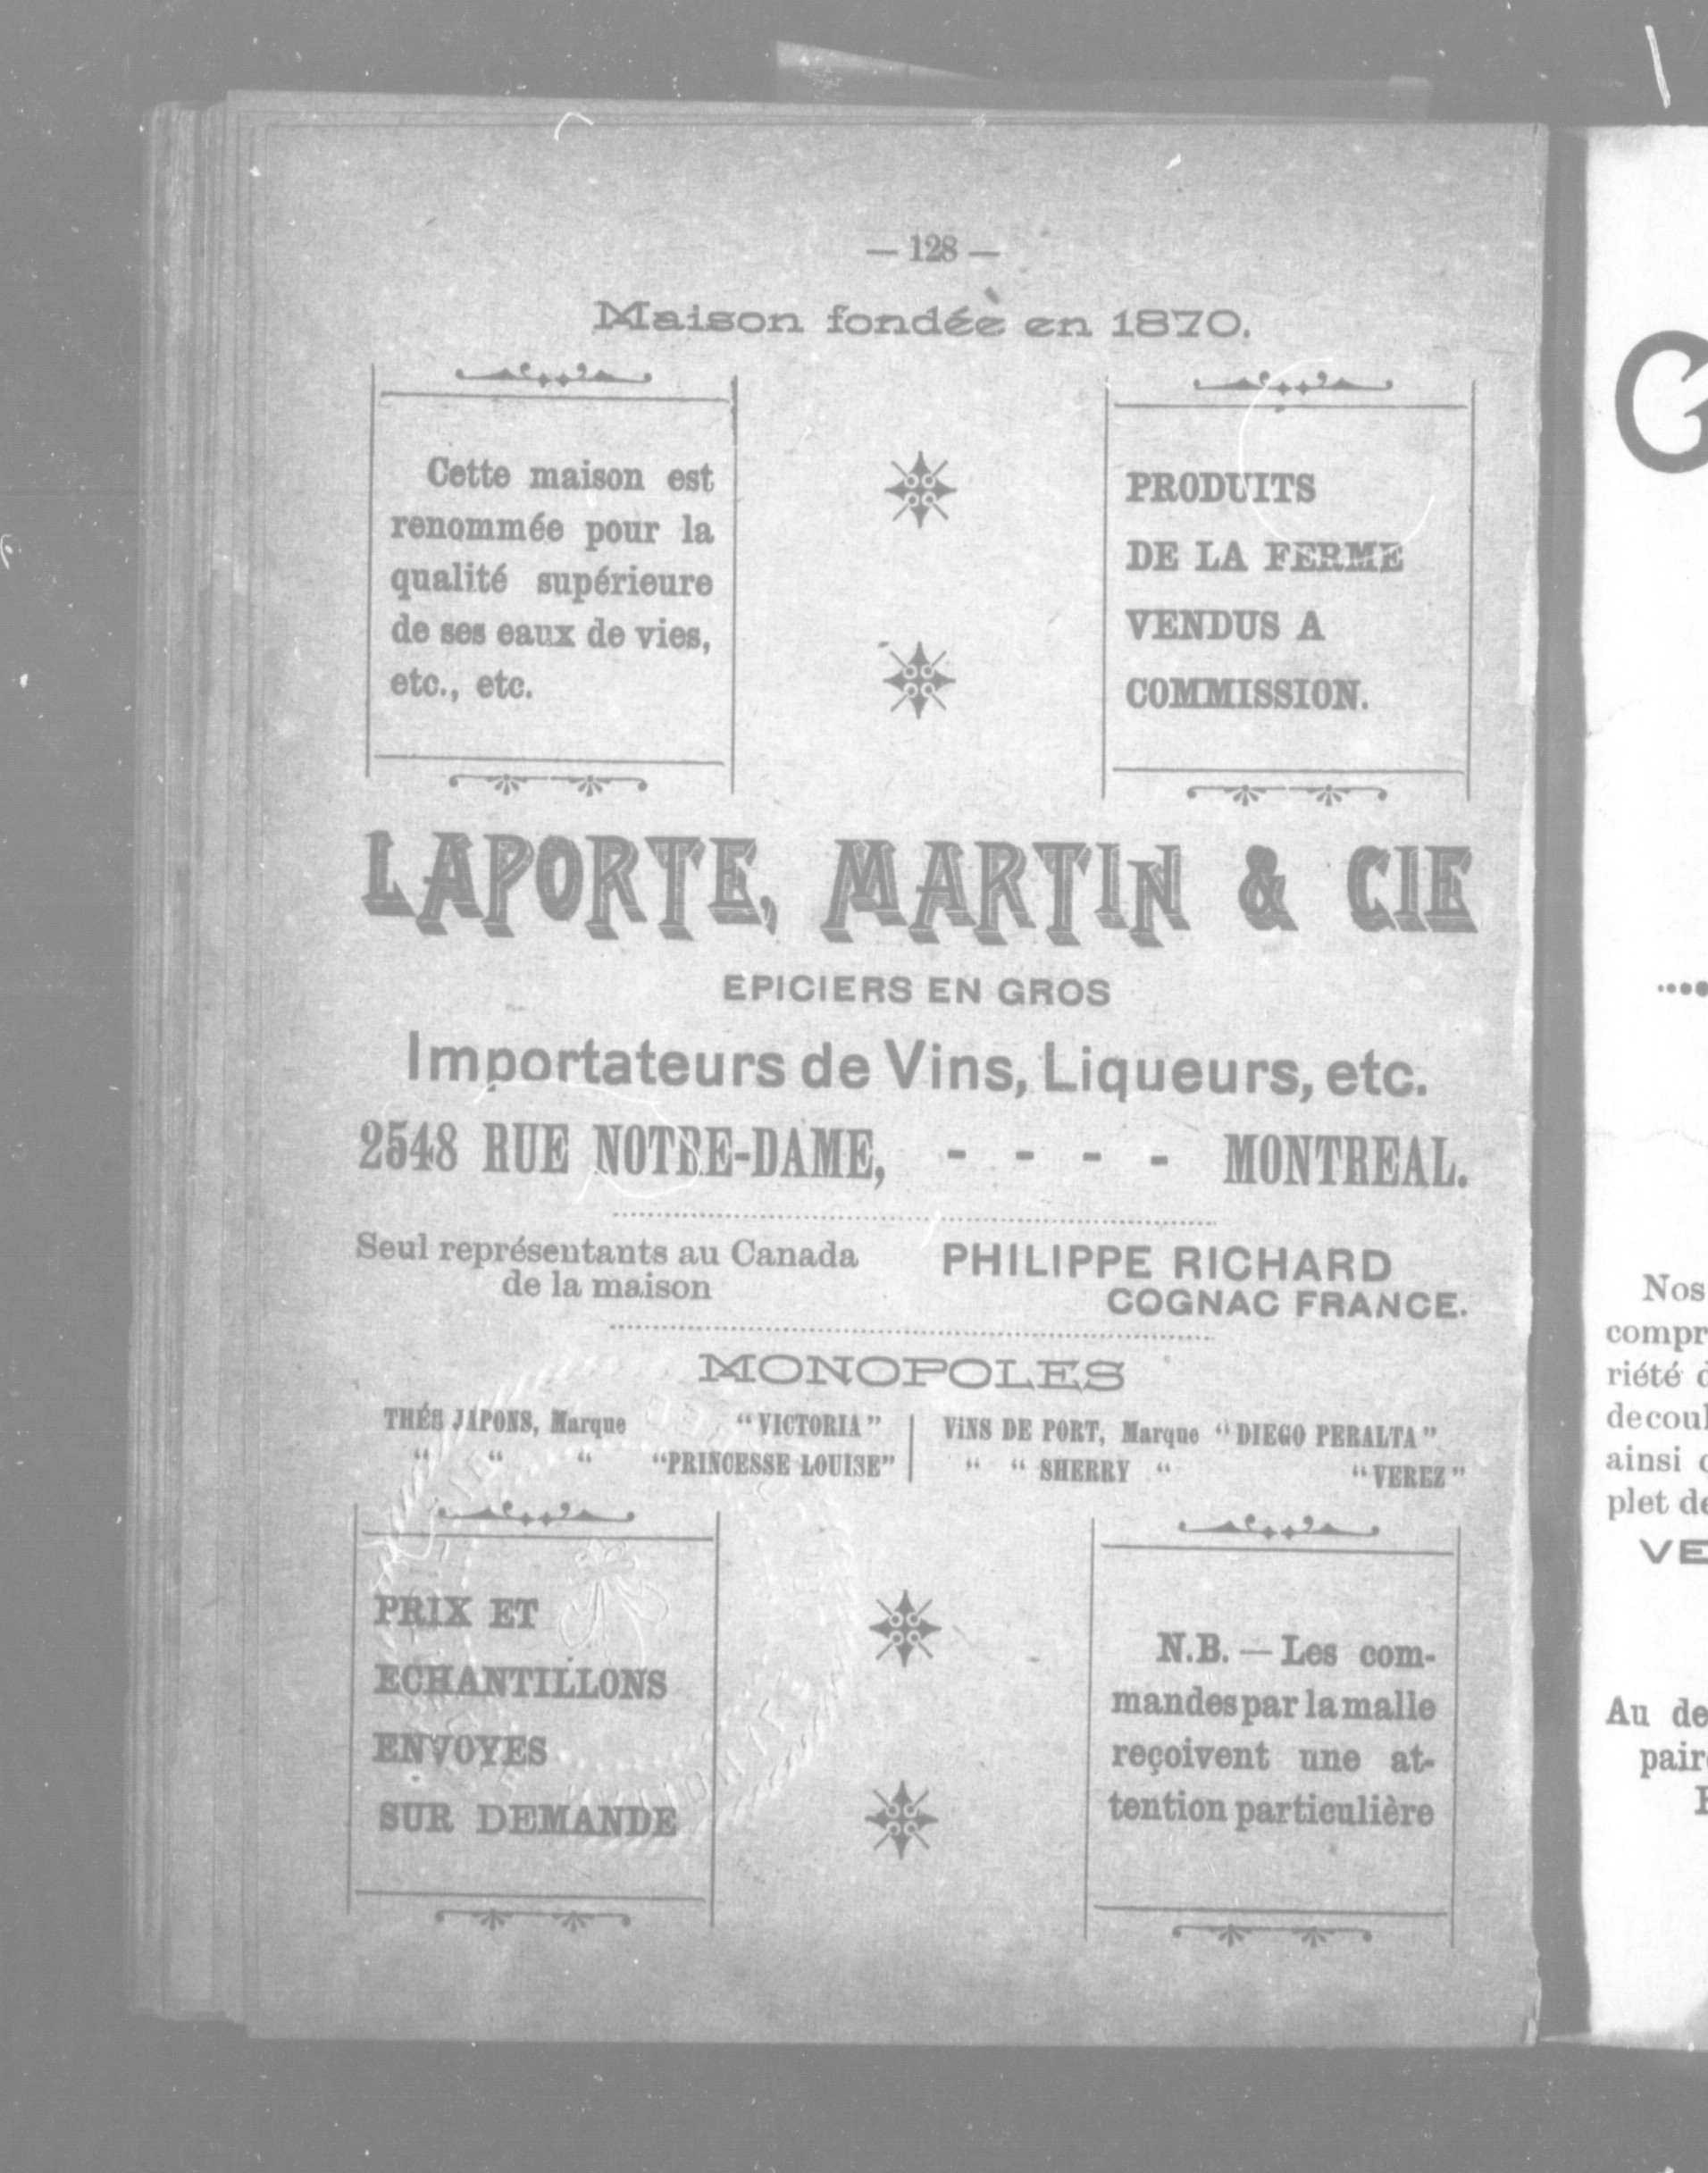 — 128 —
Maison fondée en 1870.
Cette maison est
renommée pour la
qualité supérieure
de ses eaux de vies,
etc., etc.
PRODUITS
DE LA FERME
VENDUS A
COMMISSION.
LAPORTE, MARTIN & CIE
EPICIERS EN GROS
Importateurs de Vins, Liqueurs, etc.
2548 RUE NOTRE-DAME, - - - - MONTREAL.
Seul représentants au Canada
de la maison
PHILIPPE RICHARD
COGNAC FRANCE.
MONOPOLES
THÉS JAPONS, Marque "VICTORIA"
" " " "PRINCESSE LOUISE"
VINS DE PORT, Marque "DIEGO PERALTA"
" " SHERRY " "VEREZ"
PRIX ET
ECHANTILLONS
ENVOYES
SUR DEMANDE
N.B. — Les com-
mandes par la malle
reçoivent une at-
tention particulière
G
Nos
compr
riété d
decoul
ainsi
plet de
VE
Au de
pair